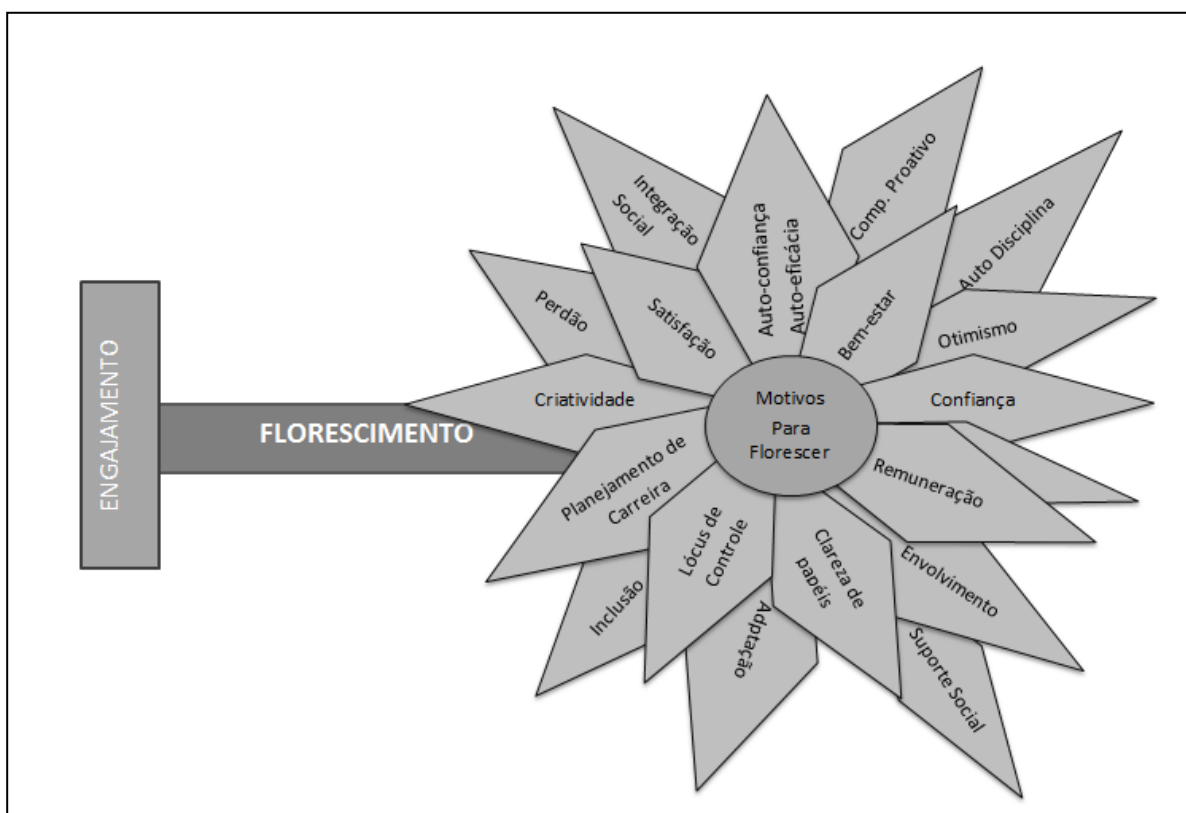 ENGAJAMENTO
FLORESCIMENTO
Motivos
Para
Florescer
Integração
Social
Auto-confiança
Auto-eficácia
Comp. Proativo
Auto Disciplina
Perdão
Satisfação
Bem-estar
Otimismo
Criatividade
Confiança
Planejamento de
Carreira
Remuneração
Lócus de
Controle
Clareza de
papéis
Envolvimento
Inclusão
Adptação
Suporte Social